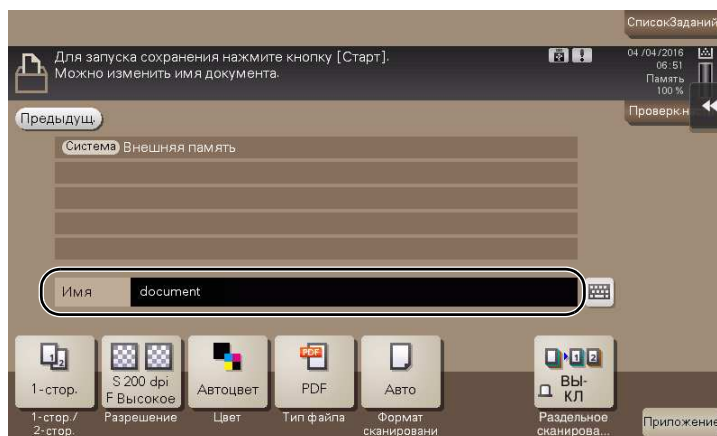 СписокЗаданий
Для запуска сохранения нажмите кнопку [Старт].
Можно изменить имя документа.
04/04/2016
06:51
Память
100 %
Предыдущ.
Проверк.н
Система Внешняя память
Имя document
1-стор.
S 200 dpi
F Высокое
Автоцвет
PDF
PDF
Авто
ВЫ-
КЛ
1-стор./
2-стор.
Разрешение
Цвет
Тип файла
Формат
сканировани
Раздельное
сканирова...
Приложение